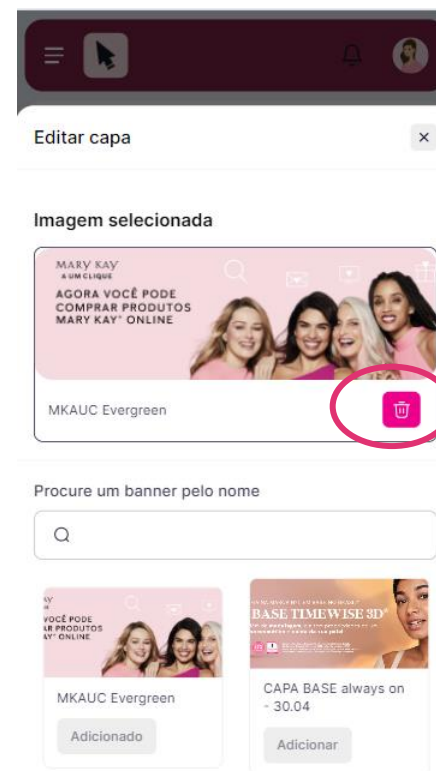 Editar capa
Imagem selecionada
MARY KAY
A UM CLIQUE
AGORA VOCÊ PODE
COMPRAR PRODUTOS
MARY KAY® ONLINE
MKAUC Evergreen
Procure um banner pelo nome
VOCÊ PODE
AR PRODUTOS
AY® ONLINE
BASE TIMEWISE 3D®
MKAUC Evergreen
Adicionado
CAPA BASE always on
- 30.04
Adicionar